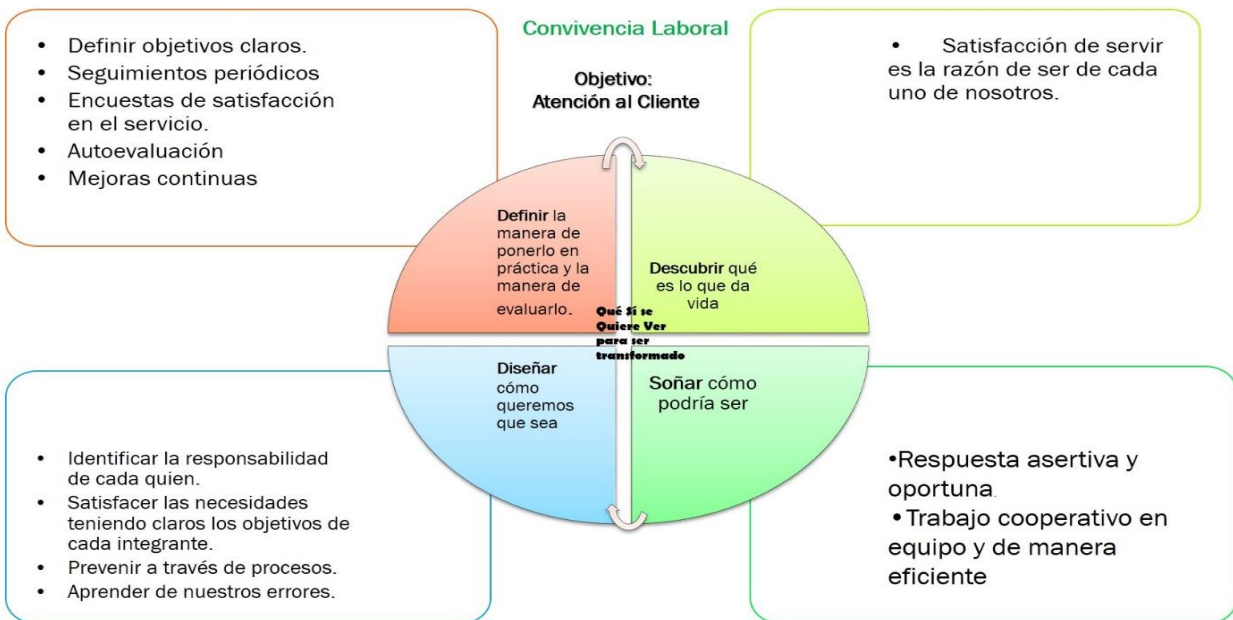 Convivencia Laboral
Objetivo:
Atención al Cliente
• Definir objetivos claros.
• Seguimientos periódicos
• Encuestas de satisfacción
en el servicio.
• Autoevaluación
• Mejoras continuas
• Satisfacción de servir
es la razón de ser de cada
uno de nosotros.
Definir la
manera de
ponerlo en
práctica y la
manera de
evaluarlo.
Descubrir qué
es lo que da
vida
Qué Sí se
Quiere Ver
para ser
transformado
Diseñar
cómo
queremos
que sea
Soñar cómo
podría ser
• Identificar la responsabilidad
de cada quien.
• Satisfacer las necesidades
teniendo claros los objetivos de
cada integrante.
• Prevenir a través de procesos.
• Aprender de nuestros errores.
•Respuesta asertiva y
oportuna.
• Trabajo cooperativo en
equipo y de manera
eficiente